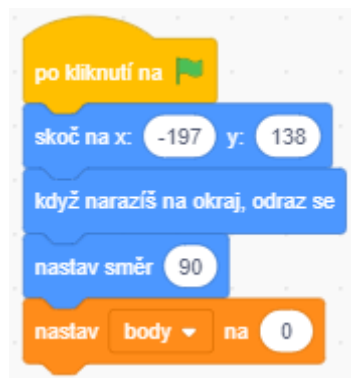 po kliknutí na
skoč na x: -197 y: 138
když narazíš na okraj, odraz se
nastav směr 90
nastav body na 0